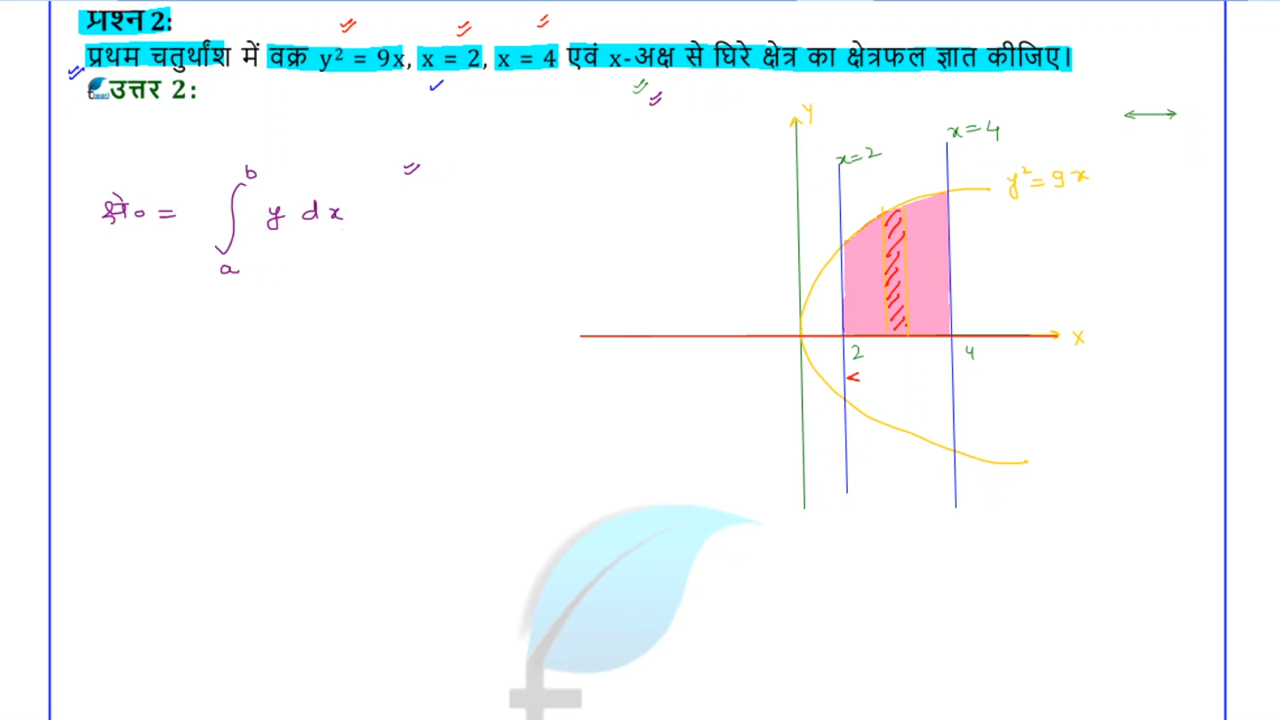 प्रश्न 2:
प्रथम चतुर्थांश में वक्र y² = 9x, x = 2, x = 4 एवं x-अक्ष से घिरे क्षेत्र का क्षेत्रफल ज्ञात कीजिए।
उत्तर 2:
Y
x=4
x=2
y²= 9x
क्षे० = ∫ₐᵇ y dx
X
2
4